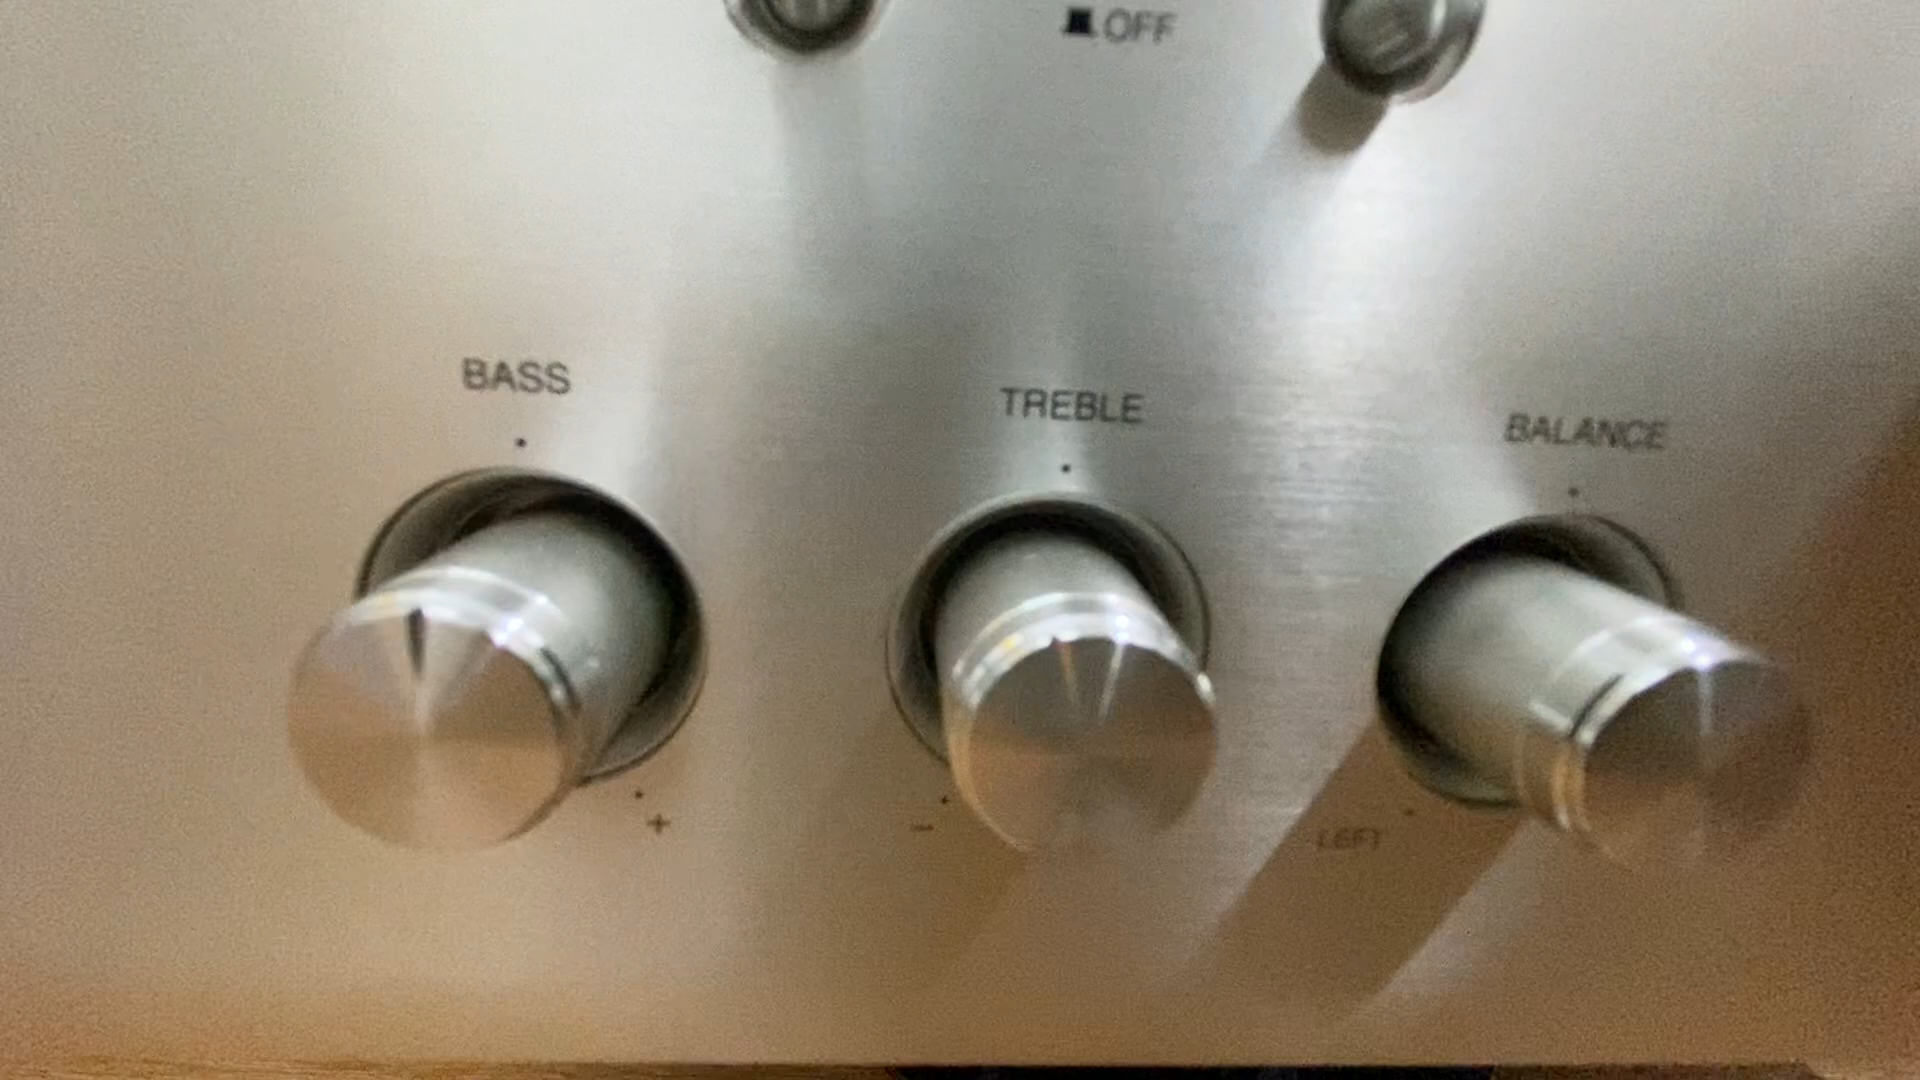 OFF
BASS
TREBLE
BALANCE
+
−
LEFT